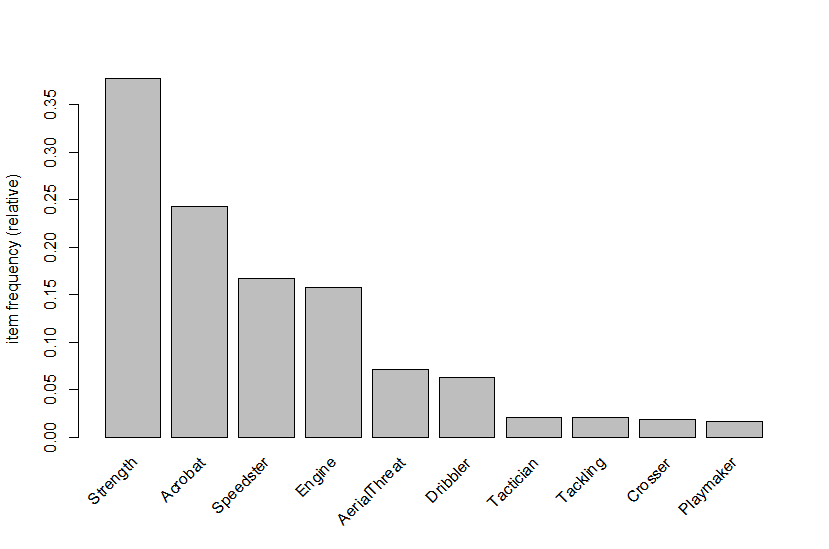 item frequency (relative)
0.35
0.30
0.25
0.20
0.15
0.10
0.05
0.00
Strength
Acrobat
Speedster
Engine
AerialThreat
Dribbler
Tactician
Tackling
Crosser
Playmaker